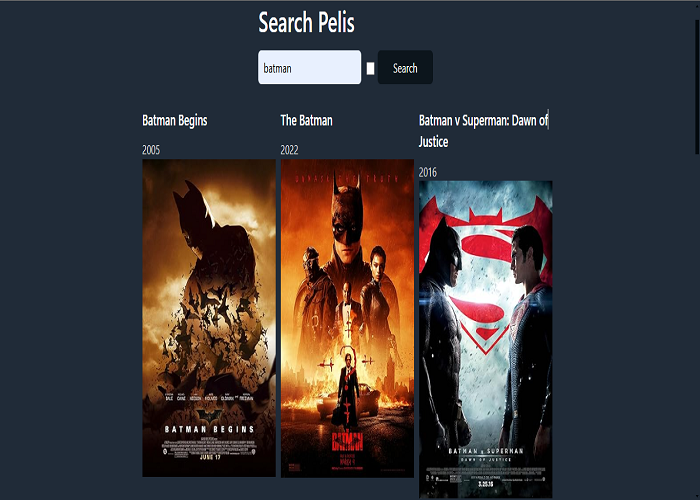 Search Pelis
batman
Search
Batman Begins
2005
The Batman
2022
Batman v Superman: Dawn of
Justice
2016
BATMAN BEGINS
JUNE 17
THE
BATMAN
BATMAN v SUPERMAN
DAWN OF JUSTICE
3.25.16